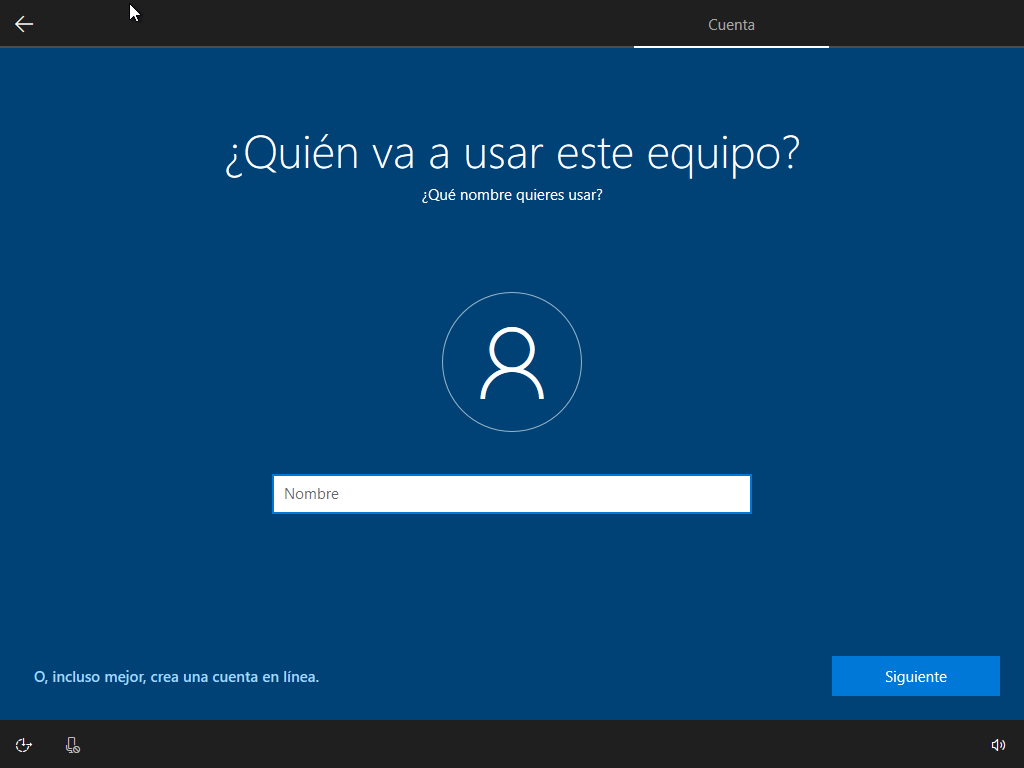 Cuenta
¿Quién va a usar este equipo?
¿Qué nombre quieres usar?
Nombre
O, incluso mejor, crea una cuenta en línea.
Siguiente